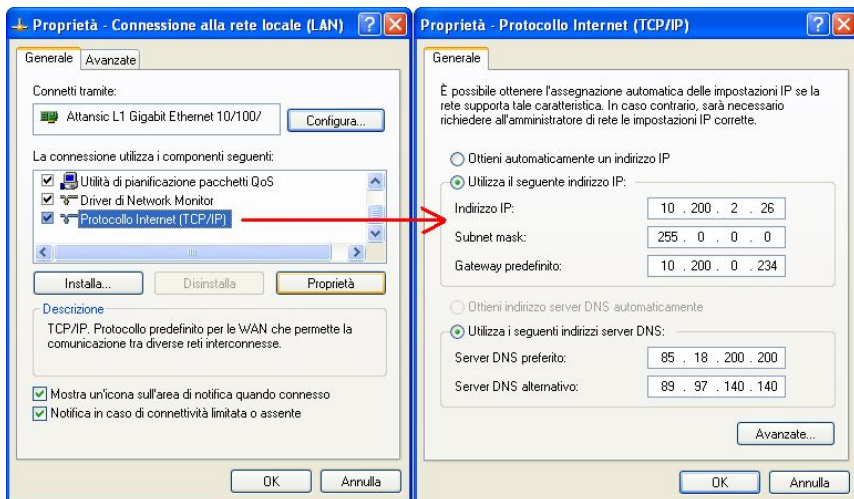 Proprietà - Connessione alla rete locale (LAN)
Generale
Avanzate
Connetti tramite:
Attansic L1 Gigabit Ethernet 10/100/
Configura...
La connessione utilizza i componenti seguenti:
Utilità di pianificazione pacchetti QoS
Driver di Network Monitor
Protocollo Internet (TCP/IP)
Installa...
Disinstalla
Proprietà
Descrizione
TCP/IP. Protocollo predefinito per le WAN che permette la
comunicazione tra diverse reti interconnesse.
Mostra un'icona sull'area di notifica quando connesso
Notifica in caso di connettività limitata o assente
OK
Annulla
Proprietà - Protocollo Internet (TCP/IP)
Generale
È possibile ottenere l'assegnazione automatica delle impostazioni IP se la
rete supporta tale caratteristica. In caso contrario, sarà necessario
richiedere all'amministratore di rete le impostazioni IP corrette.
Ottieni automaticamente un indirizzo IP
Utilizza il seguente indirizzo IP:
Indirizzo IP: 10 . 200 . 2 . 26
Subnet mask: 255 . 0 . 0 . 0
Gateway predefinito: 10 . 200 . 0 . 234
Ottieni indirizzo server DNS automaticamente
Utilizza i seguenti indirizzi server DNS:
Server DNS preferito: 85 . 18 . 200 . 200
Server DNS alternativo: 89 . 97 . 140 . 140
Avanzate...
OK
Annulla